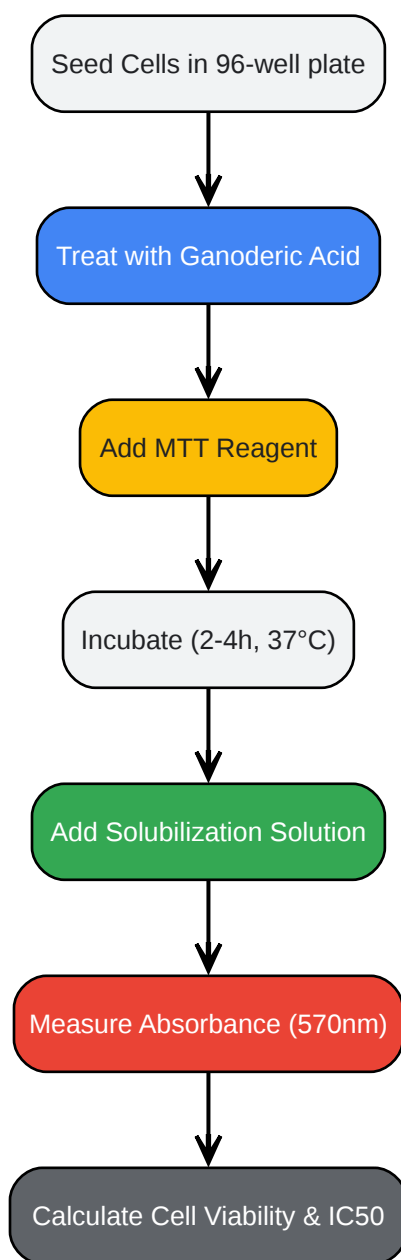 Seed Cells in 96-well plate
Treat with Ganoderic Acid
Add MTT Reagent
Incubate (2-4h, 37°C)
Add Solubilization Solution
Measure Absorbance (570nm)
Calculate Cell Viability & IC50